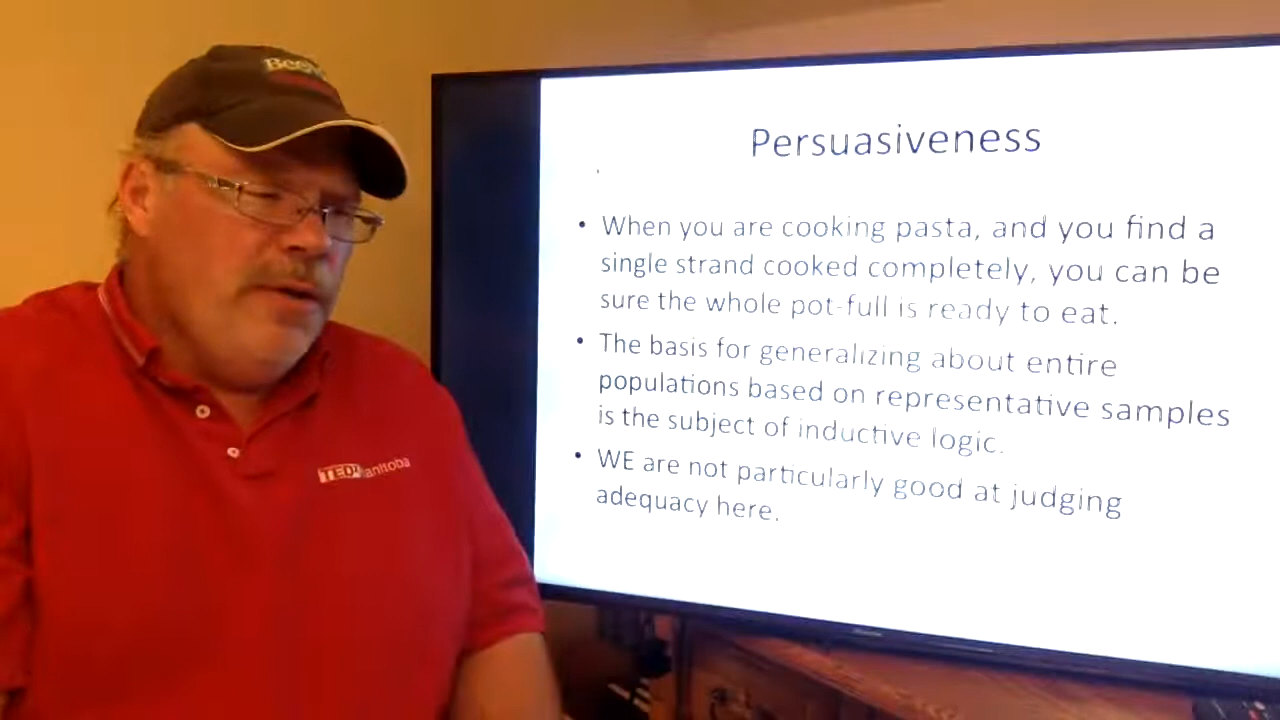 Persuasiveness
• When you are cooking pasta, and you find a
single strand cooked completely, you can be
sure the whole pot-full is ready to eat.
• The basis for generalizing about entire
populations based on representative samples
is the subject of inductive logic.
• WE are not particularly good at judging
adequacy here.
TEDx